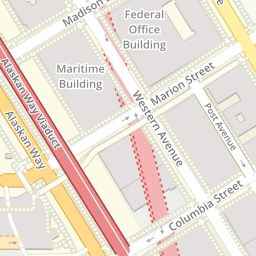 Madison
Federal
Office
Building
Maritime
Building
Alaskan Way Viaduct
Alaskan Way
Marion Street
Western Avenue
Post Avenue
Columbia Street